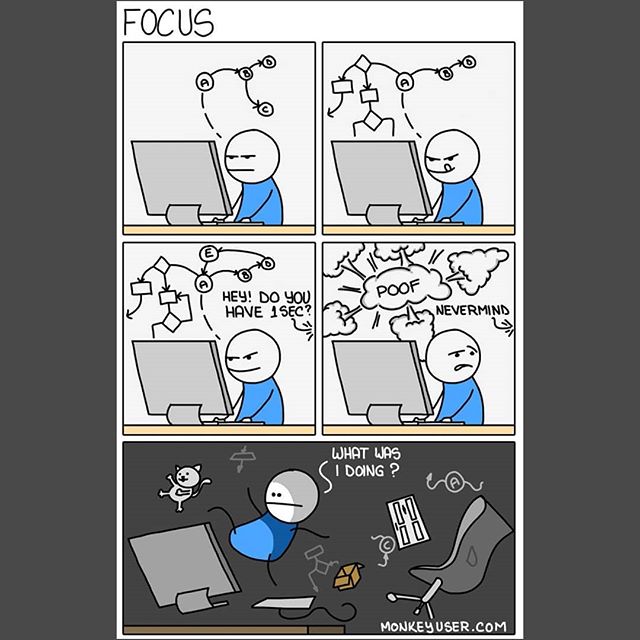 FOCUS
A
B
D
C
A
B
D
E
A
B
D
HEY! DO YOU
HAVE 1 SEC?
POOF
NEVERMIND
WHAT WAS
I DOING?
A
C
MONKEYUSER.COM